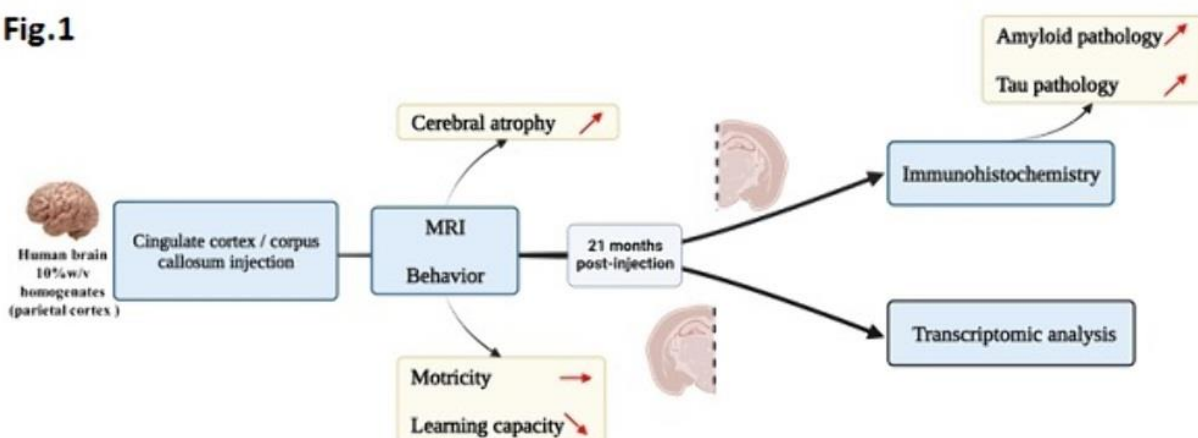 Fig.1
Human brain
10%w/v
homogenates
(parietal cortex )
Cingulate cortex / corpus
callosum injection
Cerebral atrophy
MRI
Behavior
Motricity
Learning capacity
21 months
post-injection
Amyloid pathology
Tau pathology
Immunohistochemistry
Transcriptomic analysis